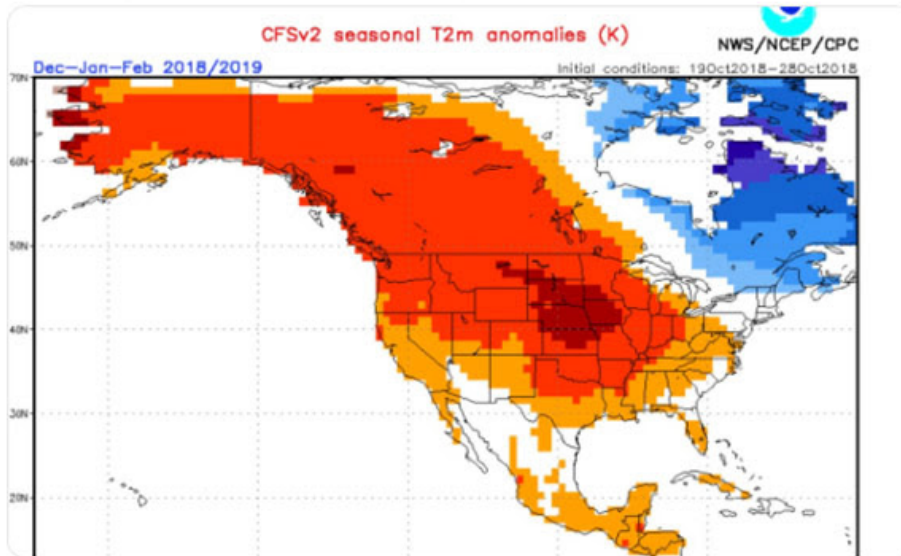 CFSv2 seasonal T2m anomalies (K)
NWS/NCEP/CPC
Dec-Jan-Feb 2018/2019
Initial conditions: 19Oct2018-28Oct2018
70N
60N
50N
40N
30N
20N